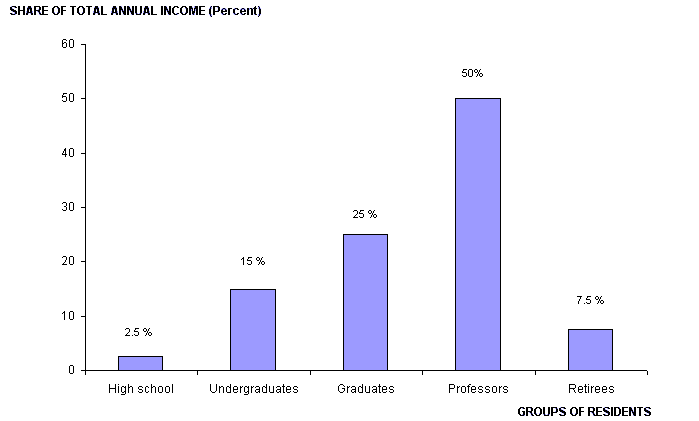 SHARE OF TOTAL ANNUAL INCOME (Percent)
60
50
40
30
20
10
0
2.5 %
15 %
25 %
50%
7.5 %
High school
Undergraduates
Graduates
Professors
Retirees
GROUPS OF RESIDENTS